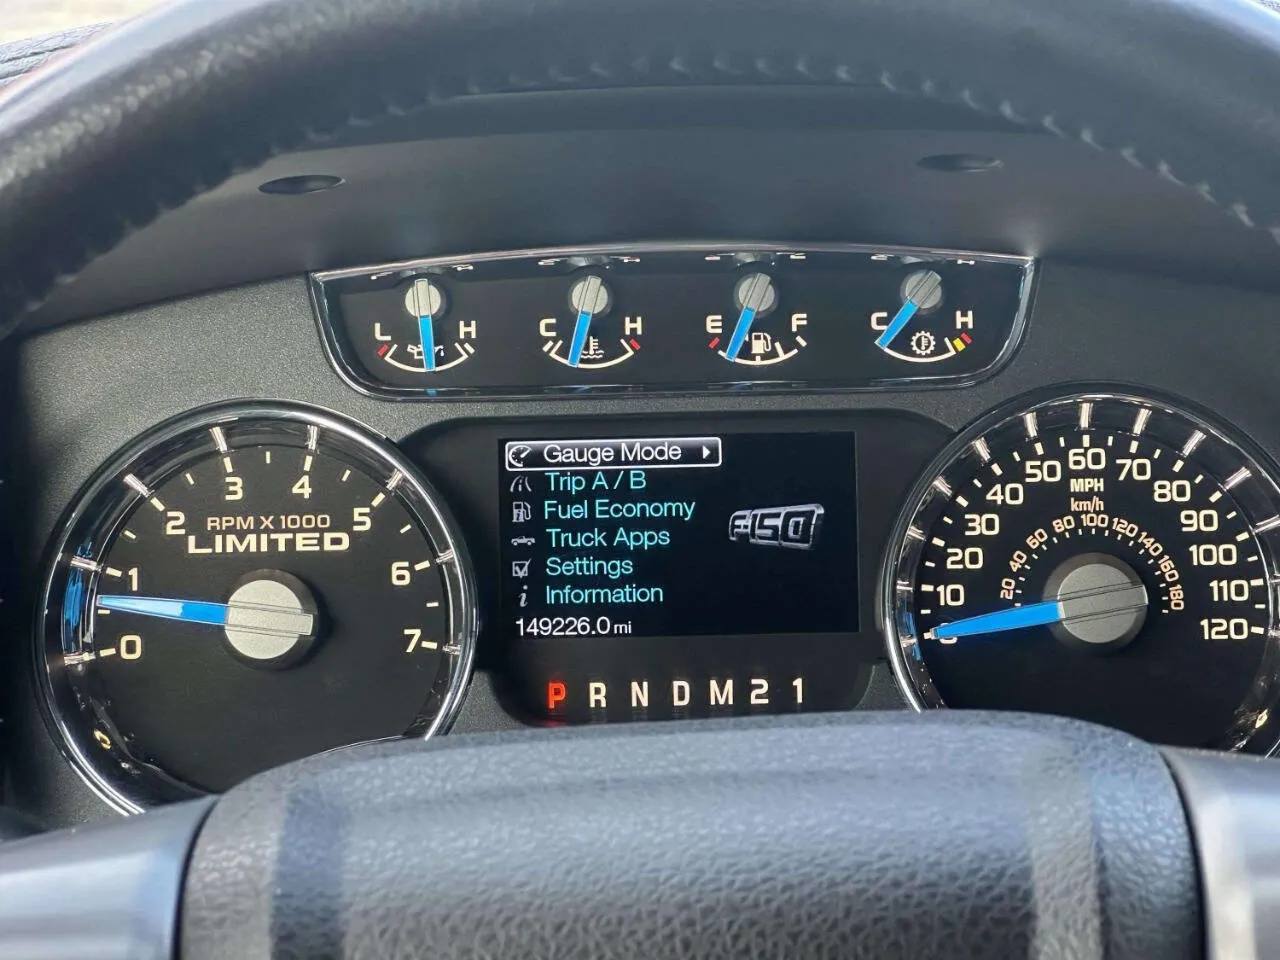 L H
C H
E F
C H
Gauge Mode
Trip A / B
Fuel Economy
Truck Apps
Settings
Information
149226.0 mi
F-150
P R N D M 2 1
0 1 2 3 4 5 6 7
RPM X 1000
LIMITED
10 20 30 40 50 60 70 80 90 100 110 120
MPH
km/h
20 40 60 80 100 120 140 160 180